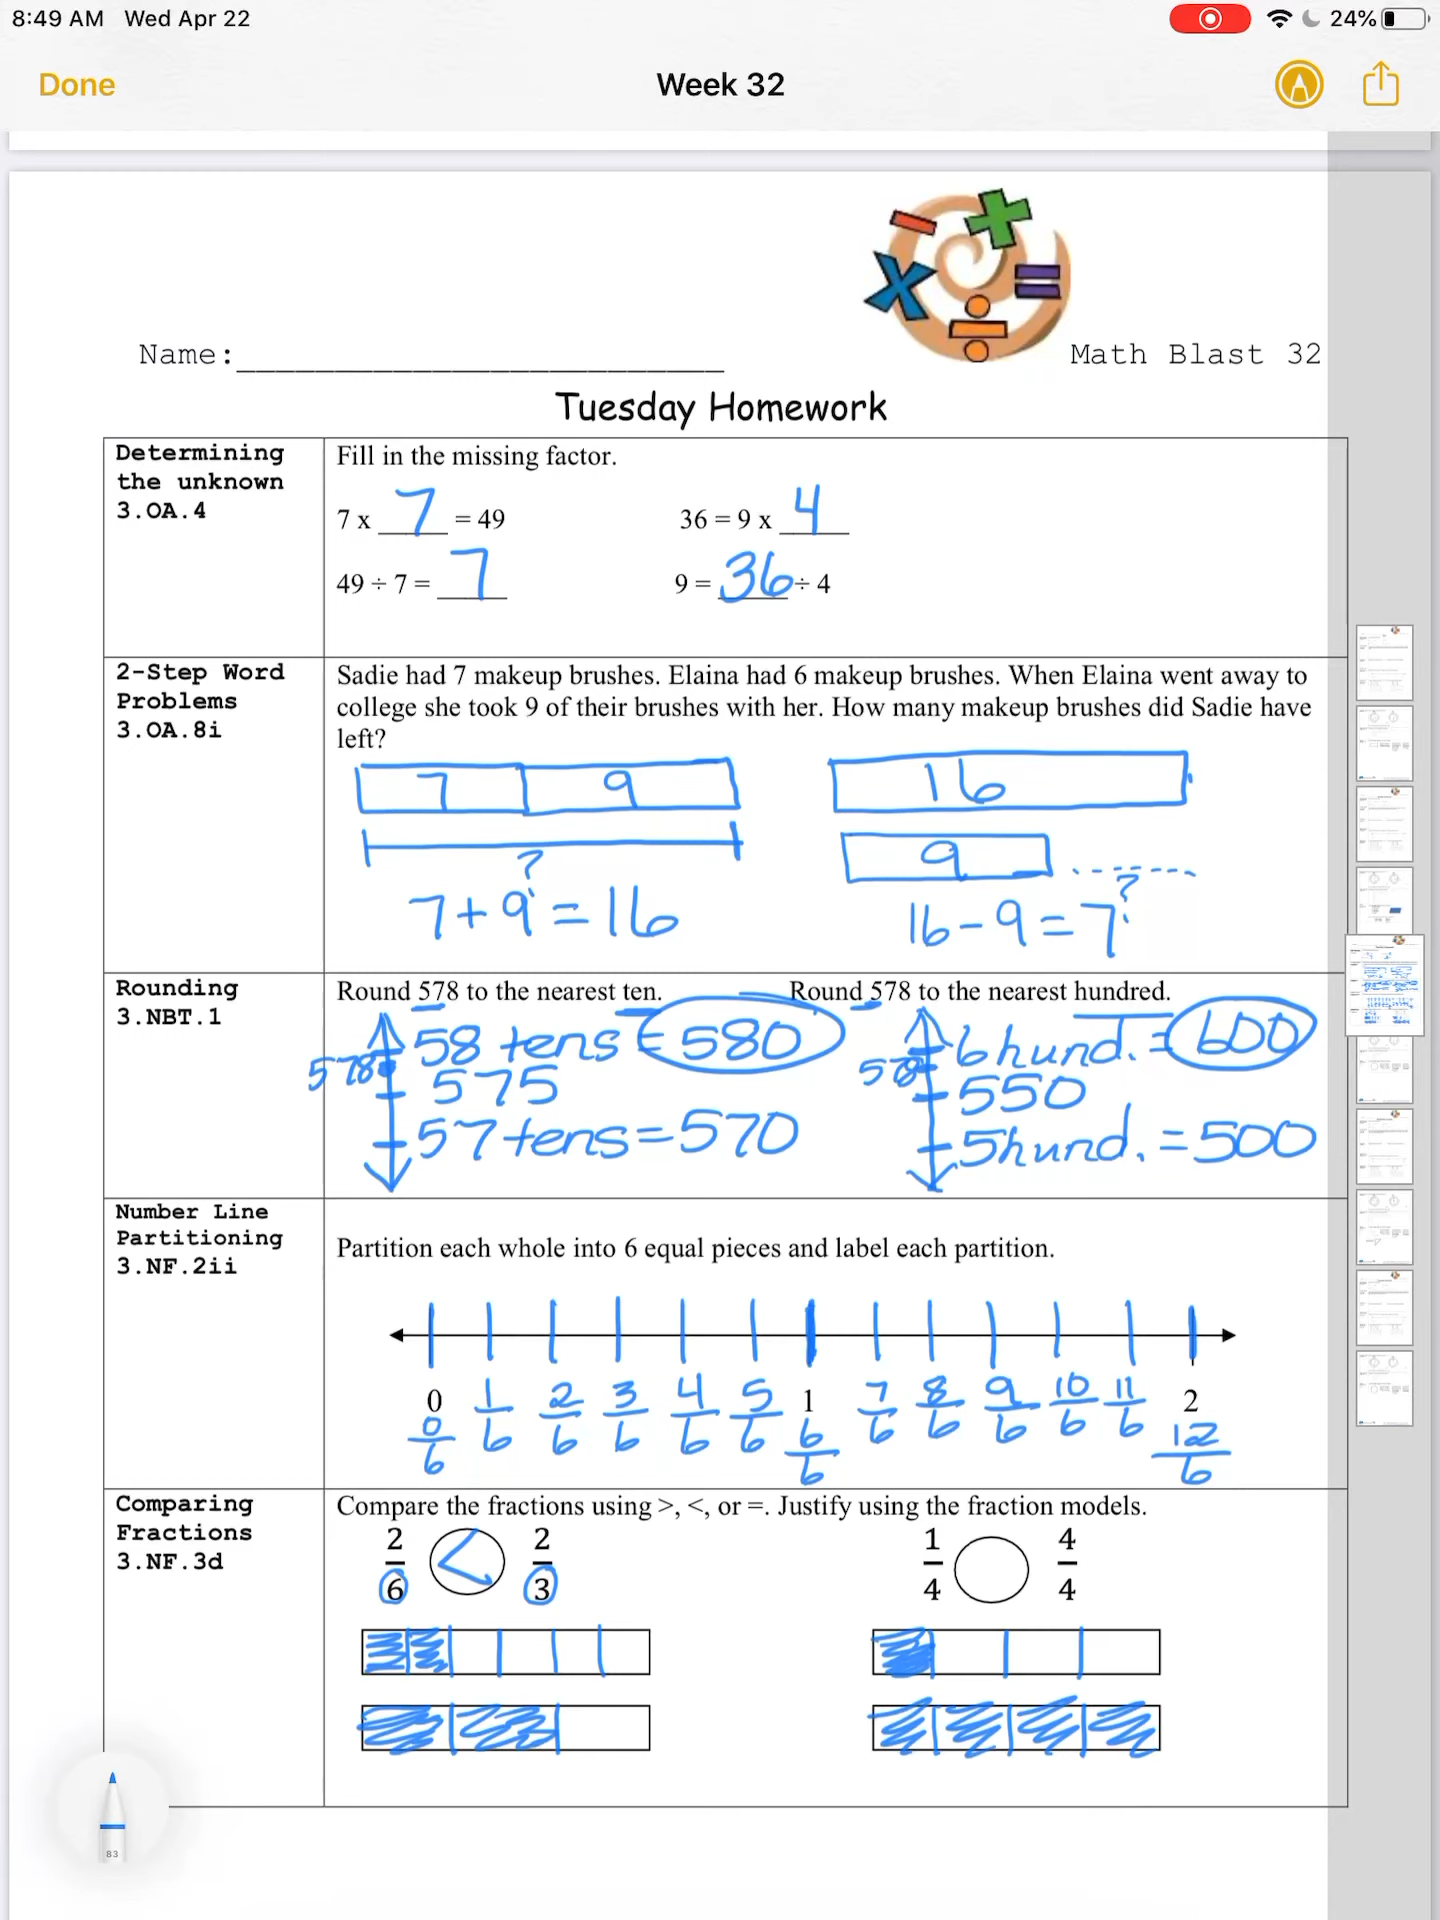 8:49 AM Wed Apr 22
24%
Done
Week 32
Name:
Math Blast 32
Tuesday Homework
Determining the unknown 3.OA.4
Fill in the missing factor.
7 x 7 = 49
36 = 9 x 4
49 ÷ 7 = 7
9 = 36 ÷ 4
2-Step Word Problems 3.OA.8i
Sadie had 7 makeup brushes. Elaina had 6 makeup brushes. When Elaina went away to
college she took 9 of their brushes with her. How many makeup brushes did Sadie have
left?
7 9
16
?
9
?
7 + 9 = 16
16 - 9 = 7
Rounding 3.NBT.1
Round 578 to the nearest ten.
578
58 tens = 580
575
57 tens = 570
Round 578 to the nearest hundred.
578
6 hund. = 600
550
5 hund. = 500
Number Line Partitioning 3.NF.2ii
Partition each whole into 6 equal pieces and label each partition.
0 1/6 2/6 3/6 4/6 5/6 1 7/6 8/6 9/6 10/6 11/6 2
0/6 6/6 12/6
Comparing Fractions 3.NF.3d
Compare the fractions using >, <, or =. Justify using the fraction models.
2/6 < 2/3
1/4 4/4
83